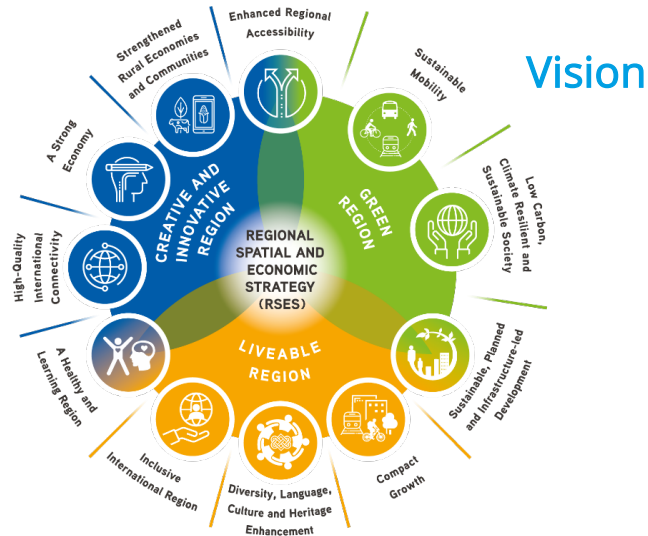 Vision
Enhanced Regional
Accessibility
Sustainable
Mobility
Low Carbon,
Climate Resilient and
Sustainable Society
Sustainable, Planned
and Infrastructure-led
Development
Compact
Growth
Diversity, Language,
Culture and Heritage
Enhancement
Inclusive
International Region
A Healthy and
Learning Region
High-Quality
International
Connectivity
A Strong
Economy
Strengthened
Rural Economies
and Communities
CREATIVE AND
INNOVATIVE
REGION
GREEN
REGION
LIVEABLE
REGION
REGIONAL
SPATIAL AND
ECONOMIC
STRATEGY
(RSES)